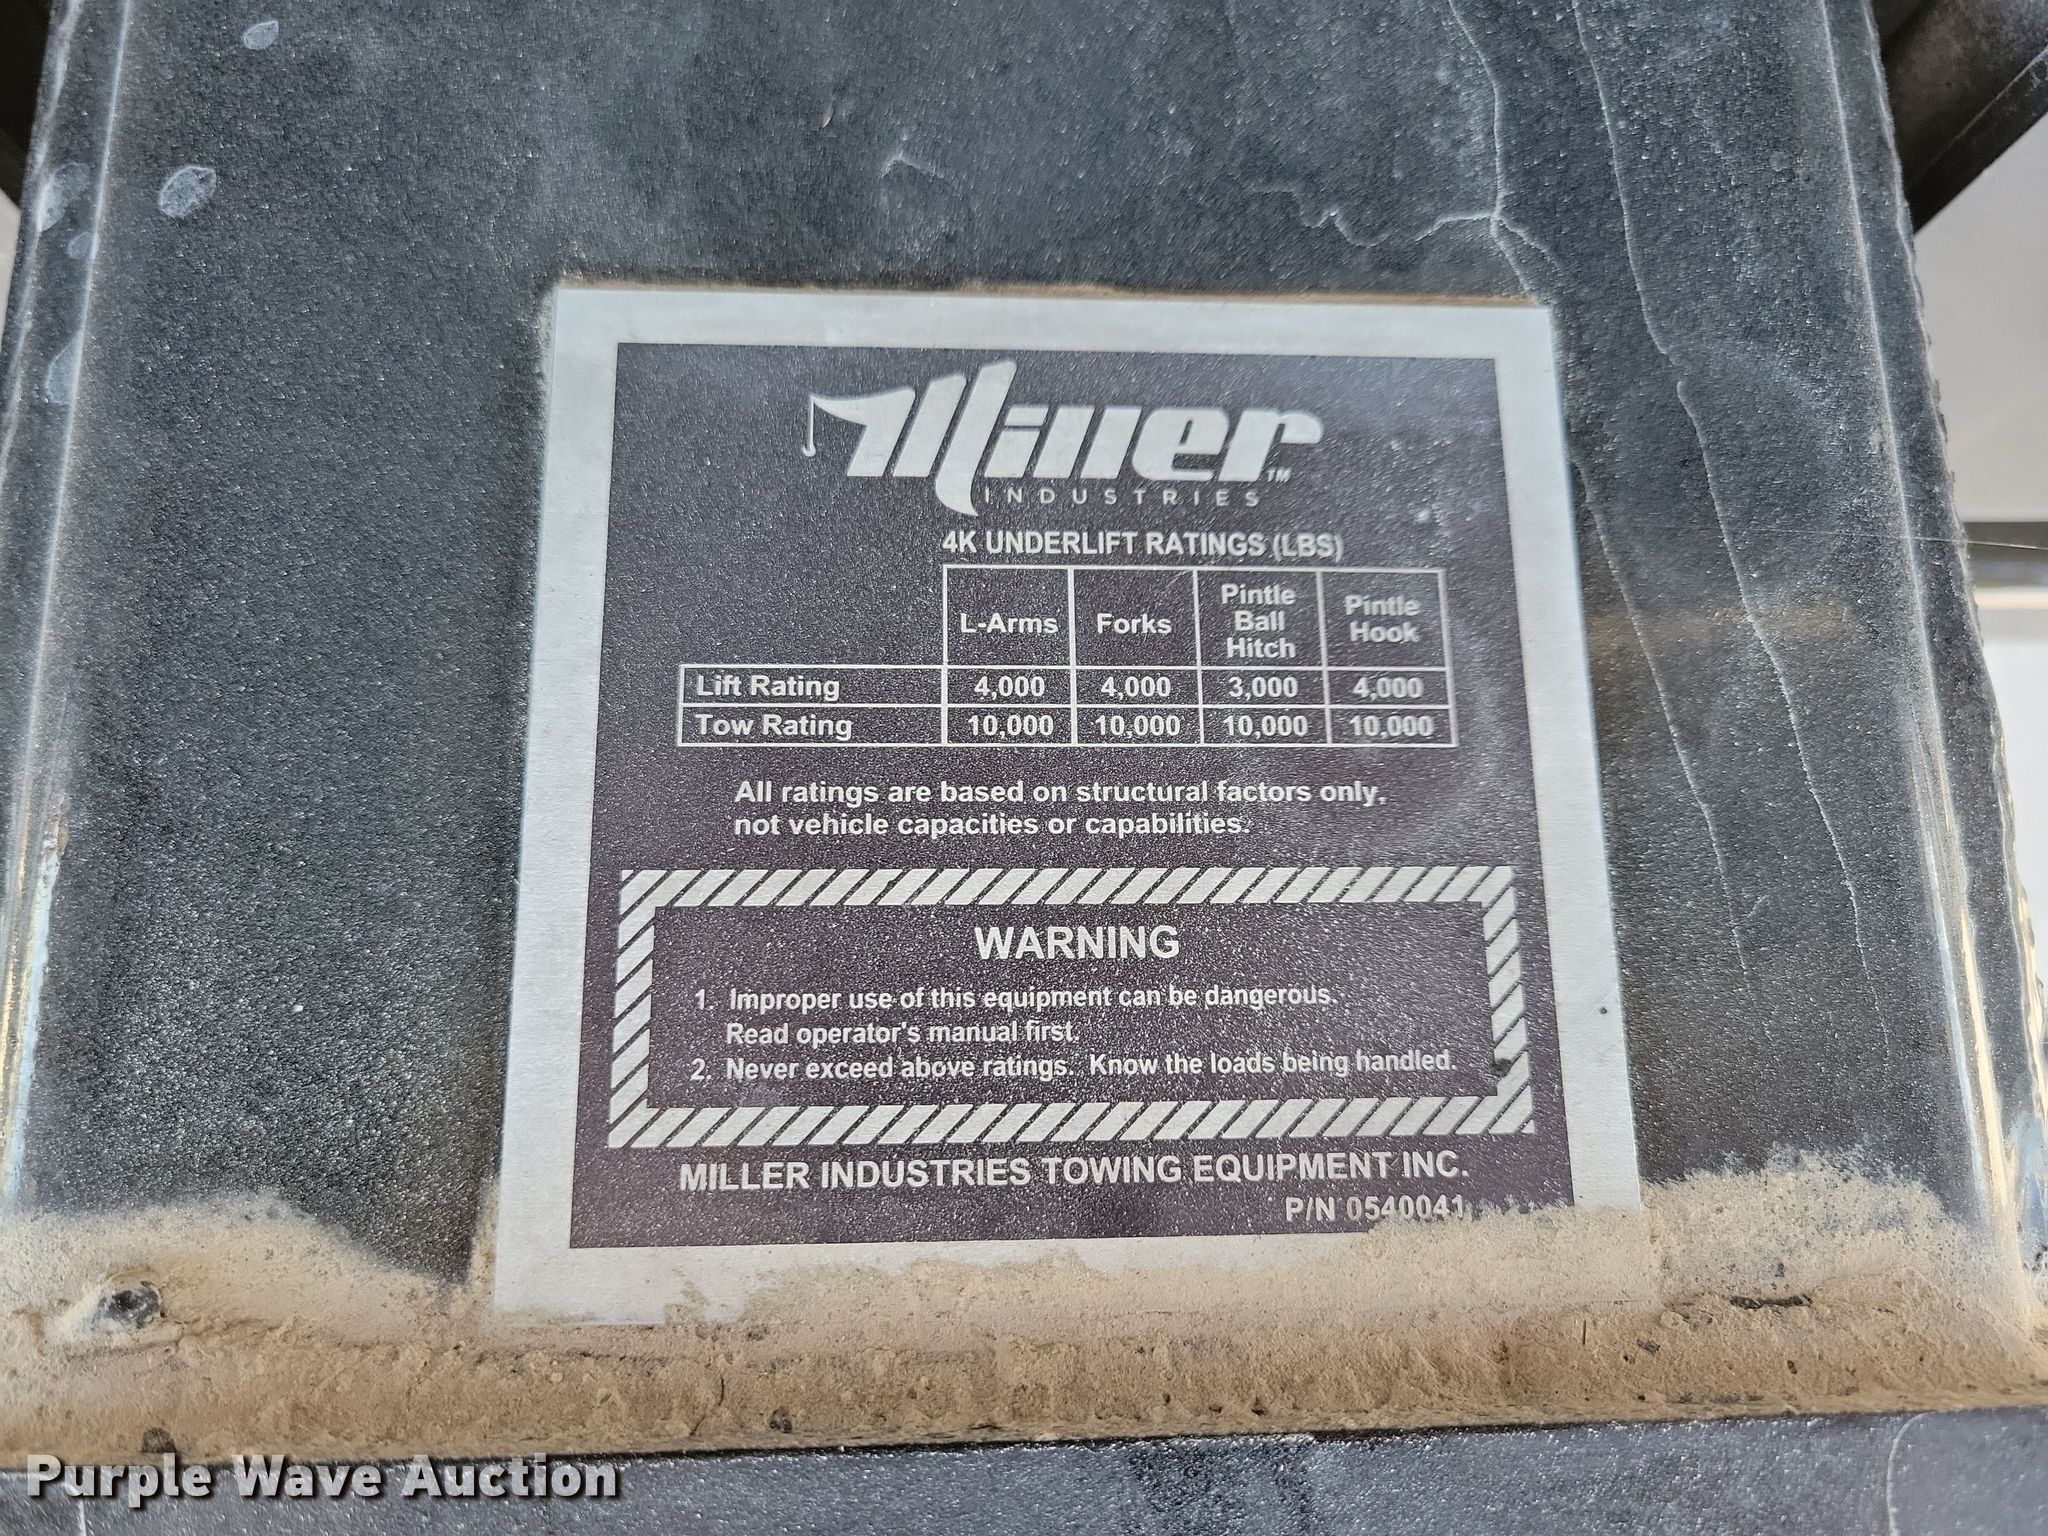 Miller™
INDUSTRIES
4K UNDERLIFT RATINGS (LBS)
L-Arms Forks Pintle Ball Hitch Pintle Hook
Lift Rating 4,000 4,000 3,000 4,000
Tow Rating 10,000 10,000 10,000 10,000
All ratings are based on structural factors only,
not vehicle capacities or capabilities.
WARNING
1. Improper use of this equipment can be dangerous.
Read operator's manual first.
2. Never exceed above ratings. Know the loads being handled.
MILLER INDUSTRIES TOWING EQUIPMENT INC.
P/N 0540041
Purple Wave Auction